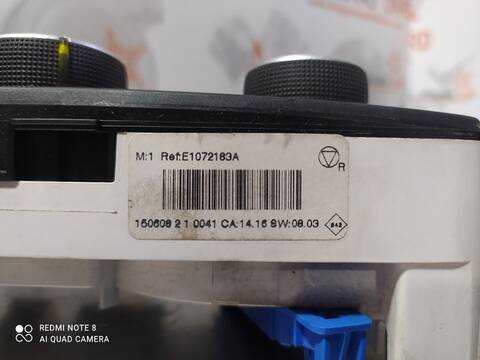 M:1 Ref:E1072183A
R
150608 2 1 0041 CA:14.16 SW:08.03
REDMI NOTE 8
AI QUAD CAMERA